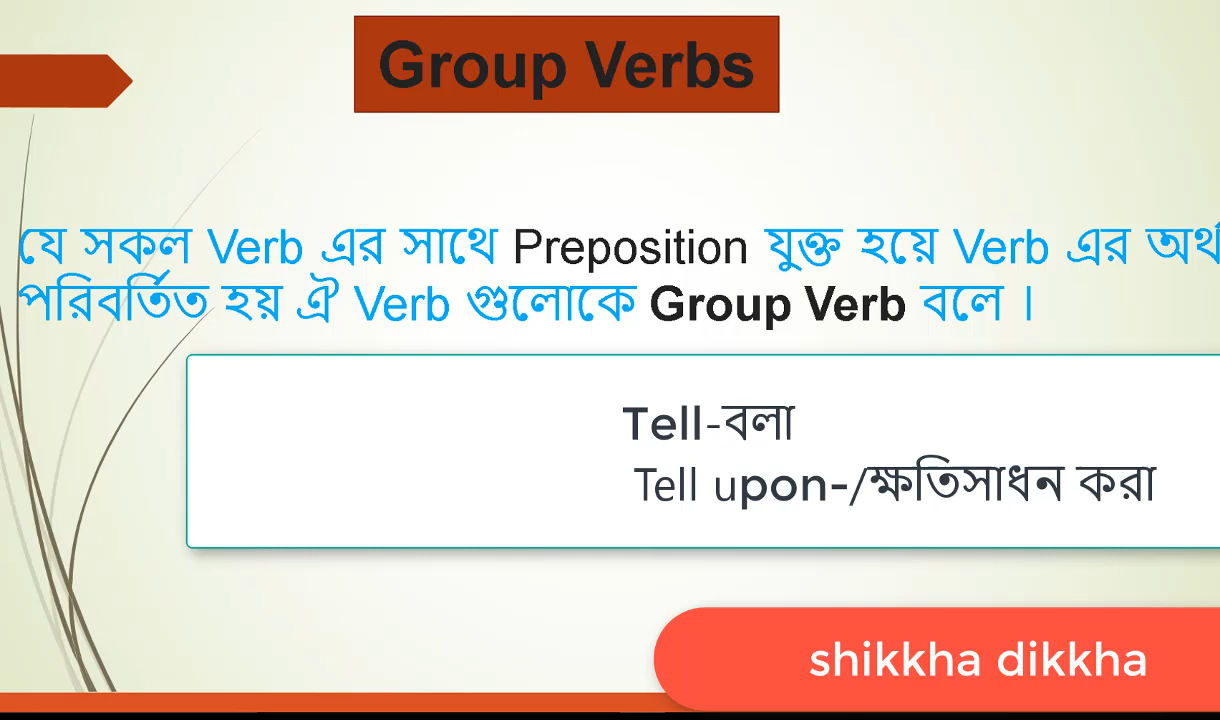 Group Verbs
যে সকল Verb এর সাথে Preposition যুক্ত হয়ে Verb এর অর্থ
পরিবর্তিত হয় ঐ Verb গুলোকে Group Verb বলে ।
Tell-বলা
Tell upon-/ক্ষতিসাধন করা
shikkha dikkha